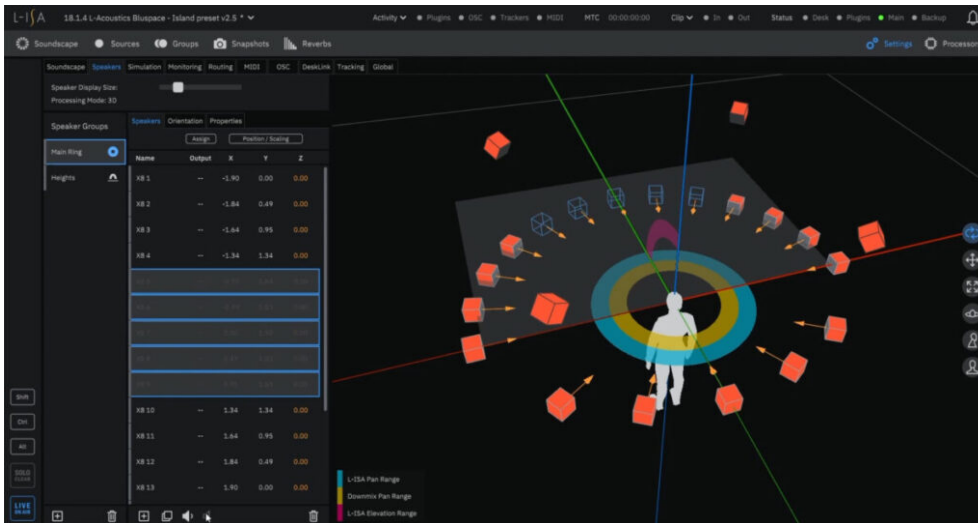 L-ISA 18.1.4 L-Acoustics Bluspace - Island preset v2.5 * Activity Plugins OSC Trackers MIDI MTC 00:00:00:00 Clip In Out Status Desk Plugins Main Backup
Soundscape Sources Groups Snapshots Reverbs Settings Processor
Soundscape Speakers Simulation Monitoring Routing MIDI OSC DeskLink Tracking Global
Speaker Display Size:
Processing Mode: 3D
Speaker Groups Speakers Orientation Properties
Assign Position / Scaling
Main Ring
Name Output X Y Z
Heights
X8 1 -- -1.90 0.00 0.00
X8 2 -- -1.84 0.49 0.00
X8 3 -- -1.64 0.95 0.00
X8 4 -- -1.34 1.34 0.00
X8 10 -- 1.34 1.34 0.00
X8 11 -- 1.64 0.95 0.00
X8 12 -- 1.84 0.49 0.00
X8 13 -- 1.90 0.00 0.00
Shift
Ctrl
Alt
SOLO
CLEAR
LIVE
ON AIR
L-ISA Pan Range
Downmix Pan Range
L-ISA Elevation Range